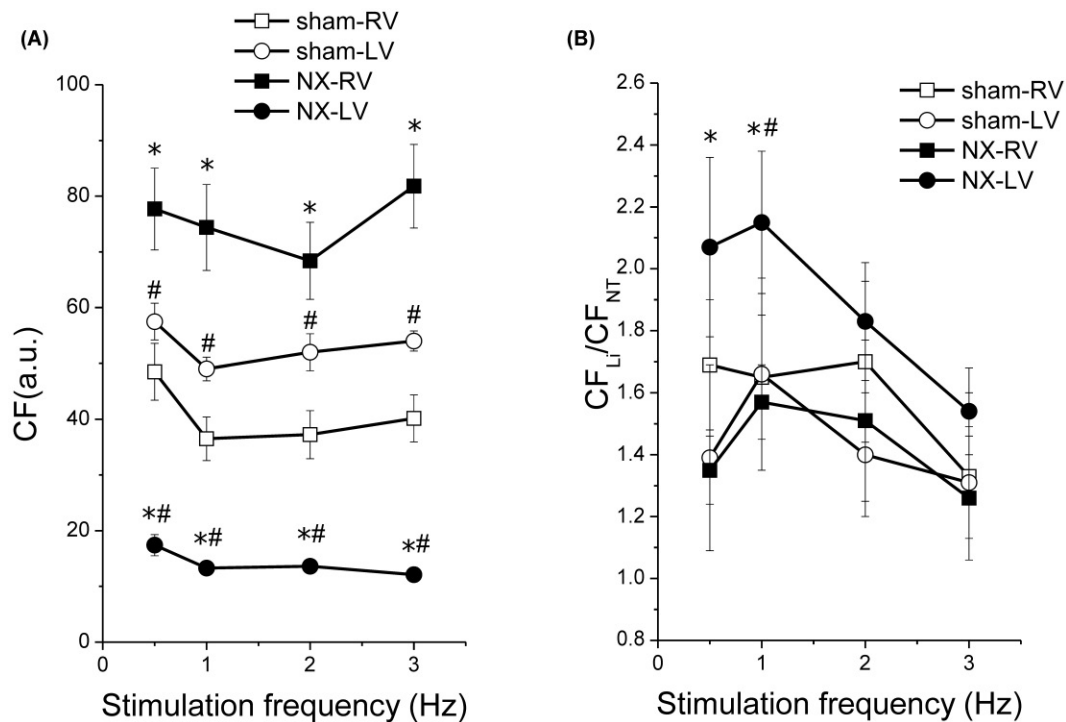 (A)
sham-RV
sham-LV
NX-RV
NX-LV
100
80
60
40
20
0
CF(a.u.)
* * * *
# # # #
*# *# *# *#
0 1 2 3
Stimulation frequency (Hz)
(B)
sham-RV
sham-LV
NX-RV
NX-LV
2.6
2.4
2.2
2.0
1.8
1.6
1.4
1.2
1.0
0.8
CF_Li/CF_NT
* *#
0 1 2 3
Stimulation frequency (Hz)